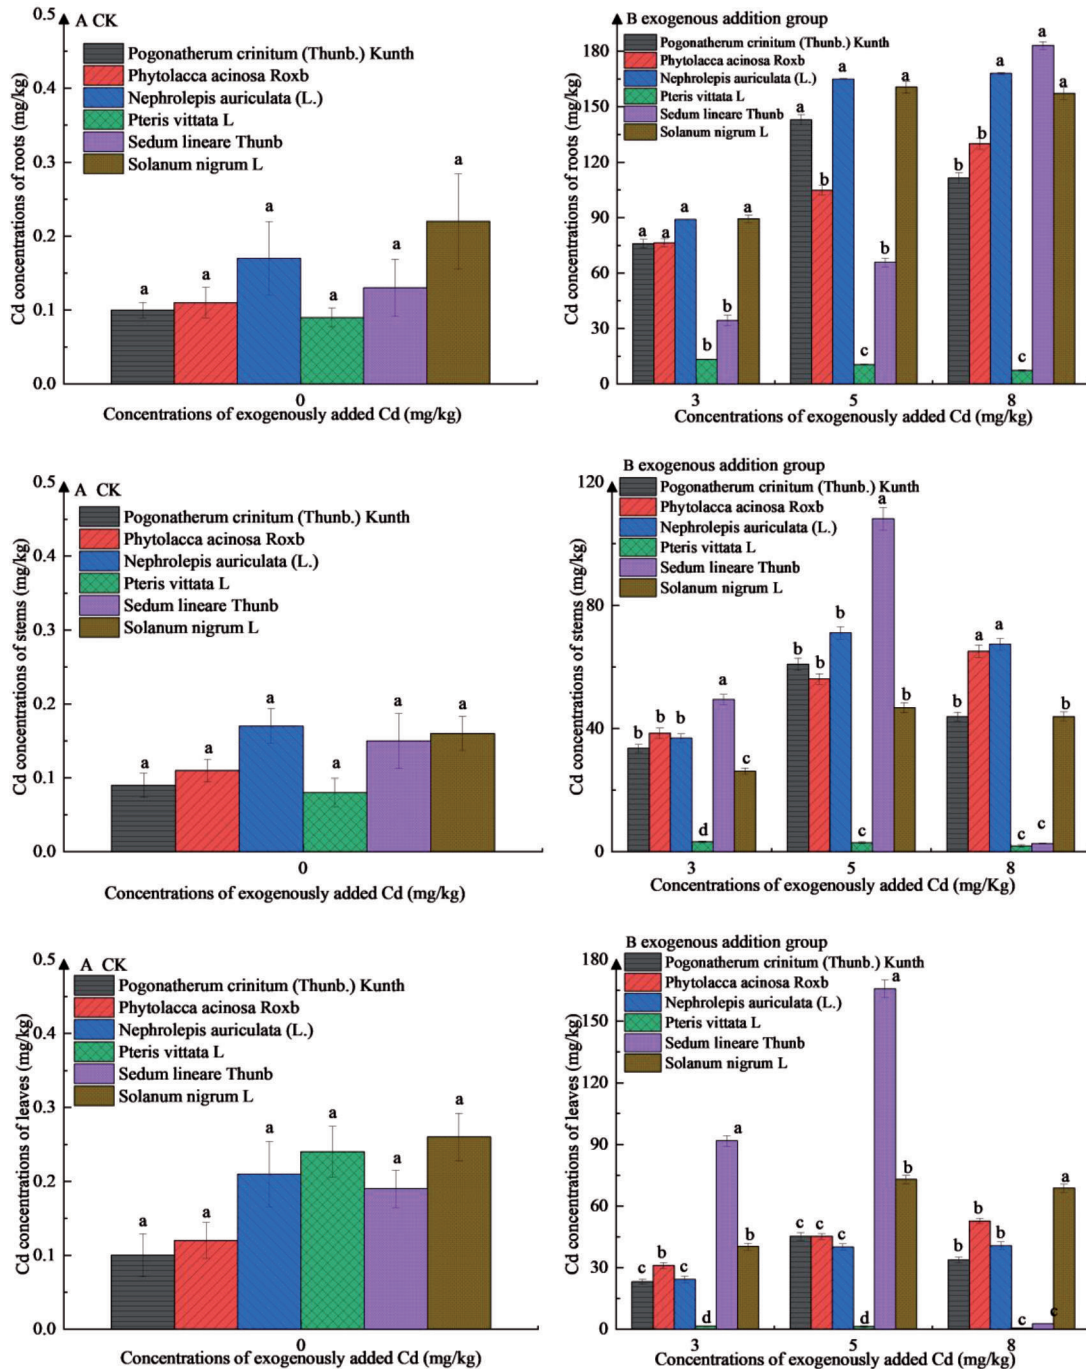 A CK
Pogonatherum crinitum (Thunb.) Kunth
Phytolacca acinosa Roxb
Nephrolepis auriculata (L.)
Pteris vittata L
Sedum lineare Thunb
Solanum nigrum L
Cd concentrations of roots (mg/kg)
0.5
0.4
0.3
0.2
0.1
0.0
a a a a a a
0
Concentrations of exogenously added Cd (mg/kg)
B exogenous addition group
Pogonatherum crinitum (Thunb.) Kunth
Phytolacca acinosa Roxb
Nephrolepis auriculata (L.)
Pteris vittata L
Sedum lineare Thunb
Solanum nigrum L
Cd concentrations of roots (mg/kg)
180
150
120
90
60
30
0
a a a b b a
a b a c b a
b b a c a a
3 5 8
Concentrations of exogenously added Cd (mg/kg)
A CK
Pogonatherum crinitum (Thunb.) Kunth
Phytolacca acinosa Roxb
Nephrolepis auriculata (L.)
Pteris vittata L
Sedum lineare Thunb
Solanum nigrum L
Cd concentrations of stems (mg/kg)
0.5
0.4
0.3
0.2
0.1
0.0
a a a a a a
0
Concentrations of exogenously added Cd (mg/kg)
B exogenous addition group
Pogonatherum crinitum (Thunb.) Kunth
Phytolacca acinosa Roxb
Nephrolepis auriculata (L.)
Pteris vittata L
Sedum lineare Thunb
Solanum nigrum L
Cd concentrations of stems (mg/kg)
120
80
40
0
b b b d a c
b b b c a b
b a a c c b
3 5 8
Concentrations of exogenously added Cd (mg/Kg)
A CK
Pogonatherum crinitum (Thunb.) Kunth
Phytolacca acinosa Roxb
Nephrolepis auriculata (L.)
Pteris vittata L
Sedum lineare Thunb
Solanum nigrum L
Cd concentrations of leaves (mg/kg)
0.5
0.4
0.3
0.2
0.1
0.0
a a a a a a
0
Concentrations of exogenously added Cd (mg/kg)
B exogenous addition group
Pogonatherum crinitum (Thunb.) Kunth
Phytolacca acinosa Roxb
Nephrolepis auriculata (L.)
Pteris vittata L
Sedum lineare Thunb
Solanum nigrum L
Cd concentrations of leaves (mg/kg)
180
150
120
90
60
30
0
c b c d a b
c c c d a b
b b b c c a
3 5 8
Concentrations of exogenously added Cd (mg/kg)